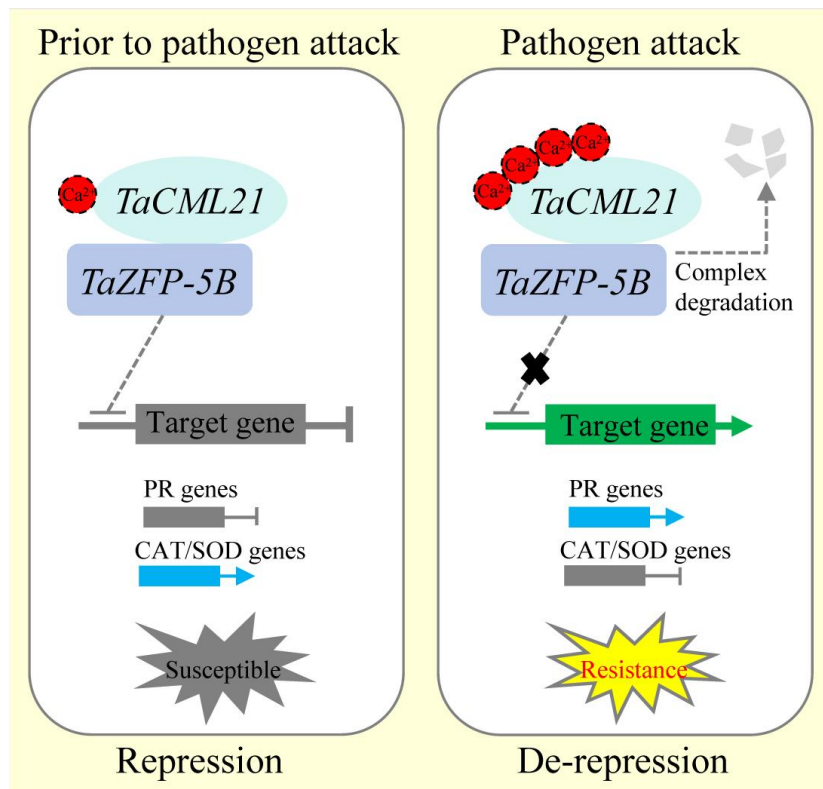 Prior to pathogen attack
Ca²⁺
TaCML21
TaZFP-5B
Target gene
PR genes
CAT/SOD genes
Susceptible
Repression
Pathogen attack
Ca²⁺
Ca²⁺
Ca²⁺
Ca²⁺
TaCML21
TaZFP-5B
Complex
degradation
Target gene
PR genes
CAT/SOD genes
Resistance
De-repression